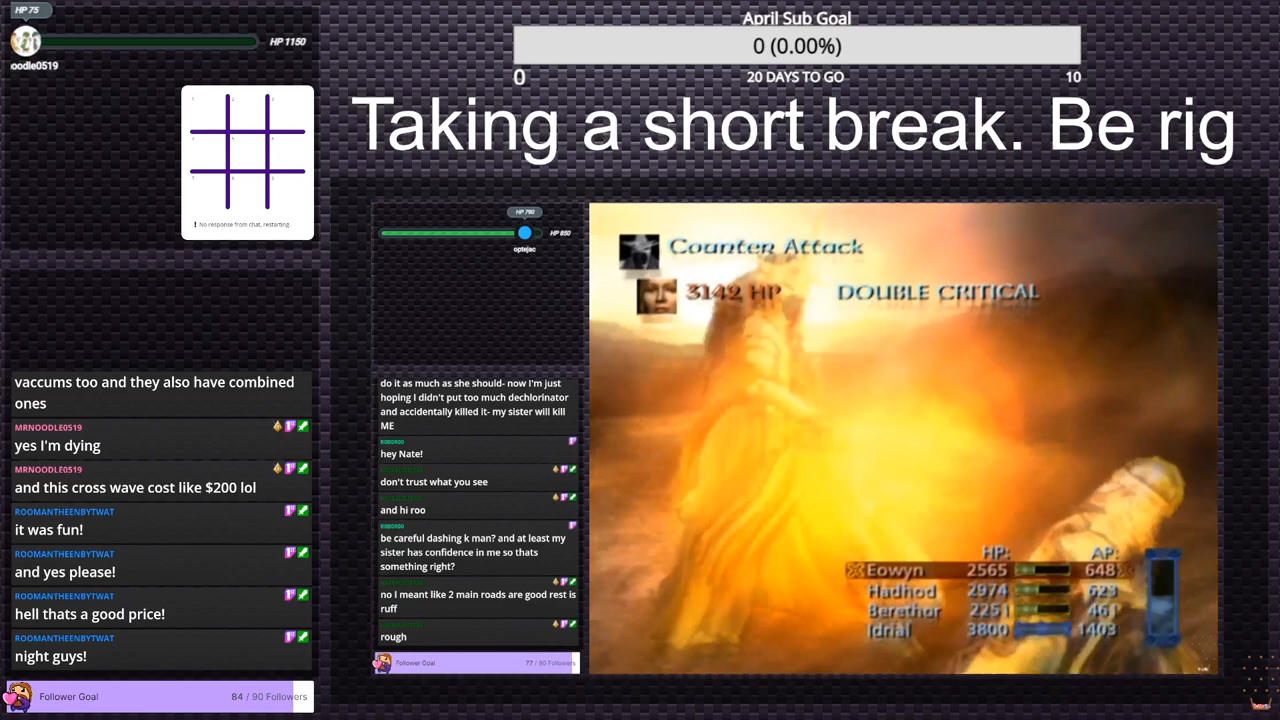 HP 75
HP 1150
oodle0519
! No response from chat, restarting.
vaccums too and they also have combined
ones
MRNOODLE0519
yes I'm dying
MRNOODLE0519
and this cross wave cost like $200 lol
ROOMANTHEENBYTWAT
it was fun!
ROOMANTHEENBYTWAT
and yes please!
ROOMANTHEENBYTWAT
hell thats a good price!
ROOMANTHEENBYTWAT
night guys!
Follower Goal
84 / 90 Followers
April Sub Goal
0 (0.00%)
0
20 DAYS TO GO
10
Taking a short break. Be rig
HP 790
HP 850
optejac
do it as much as she should- now I'm just
hoping I didn't put too much dechlorinator
and accidentally killed it- my sister will kill
ME
hey Nate!
don't trust what you see
and hi roo
be careful dashing k man? and at least my
sister has confidence in me so thats
something right?
no I meant like 2 main roads are good rest is
ruff
rough
Follower Goal
77 / 90 Followers
Counter Attack
3142 HP
DOUBLE CRITICAL
HP:
AP:
Eowyn 2565 648
Hadhod 2974 623
Berethor 2251 461
Idrial 3800 1403